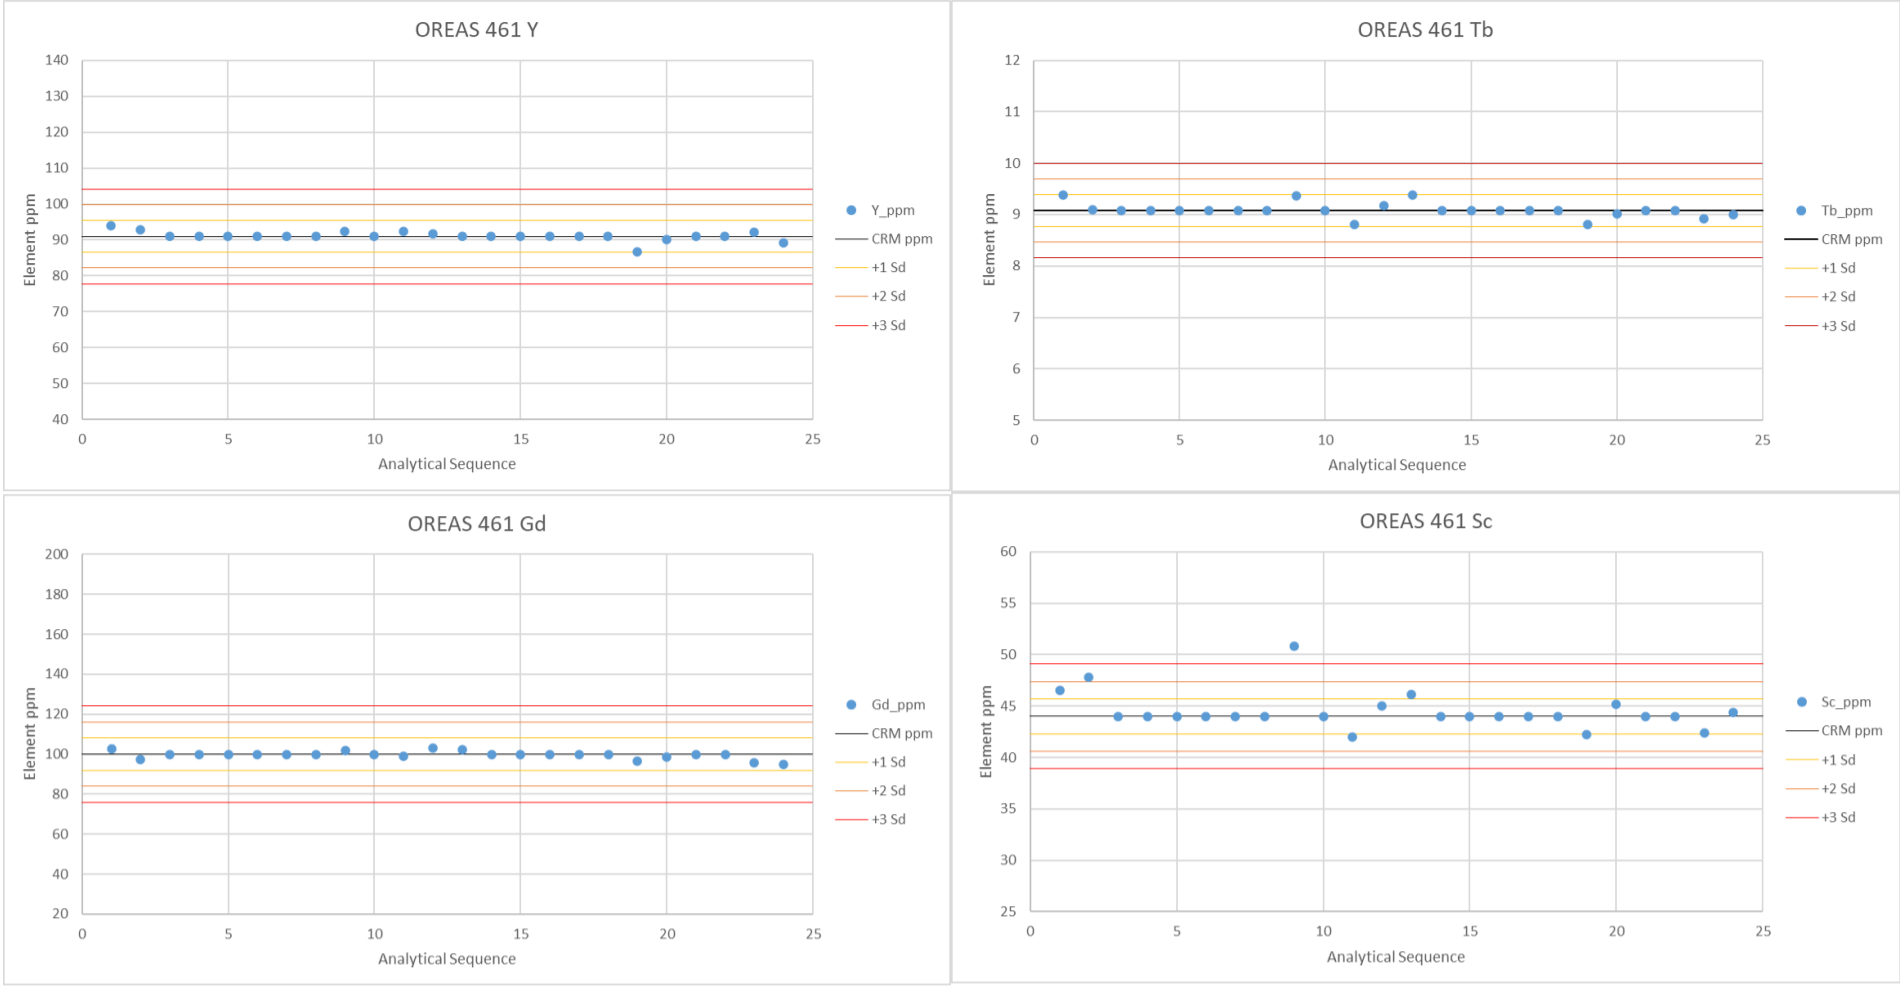 OREAS 461 Y
140
130
120
110
100
90
80
70
60
50
40
Element ppm
0 5 10 15 20 25
Analytical Sequence
Y_ppm
CRM ppm
+1 Sd
+2 Sd
+3 Sd
OREAS 461 Tb
12
11
10
9
8
7
6
5
Element ppm
0 5 10 15 20 25
Analytical Sequence
Tb_ppm
CRM ppm
+1 Sd
+2 Sd
+3 Sd
OREAS 461 Gd
200
180
160
140
120
100
80
60
40
20
Element ppm
0 5 10 15 20 25
Analytical Sequence
Gd_ppm
CRM ppm
+1 Sd
+2 Sd
+3 Sd
OREAS 461 Sc
60
55
50
45
40
35
30
25
Element ppm
0 5 10 15 20 25
Analytical Sequence
Sc_ppm
CRM ppm
+1 Sd
+2 Sd
+3 Sd